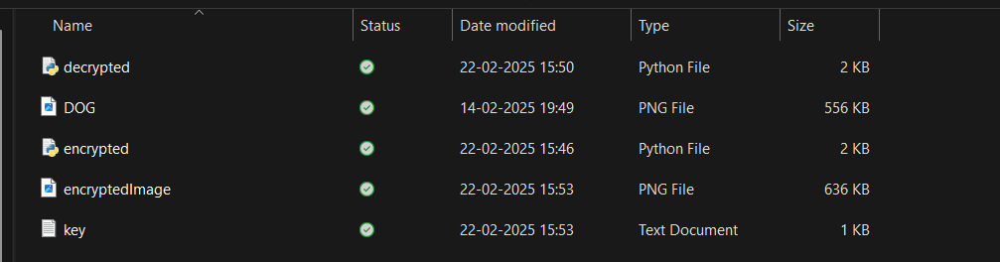 Name Status Date modified Type Size
decrypted 22-02-2025 15:50 Python File 2 KB
DOG 14-02-2025 19:49 PNG File 556 KB
encrypted 22-02-2025 15:46 Python File 2 KB
encryptedImage 22-02-2025 15:53 PNG File 636 KB
key 22-02-2025 15:53 Text Document 1 KB